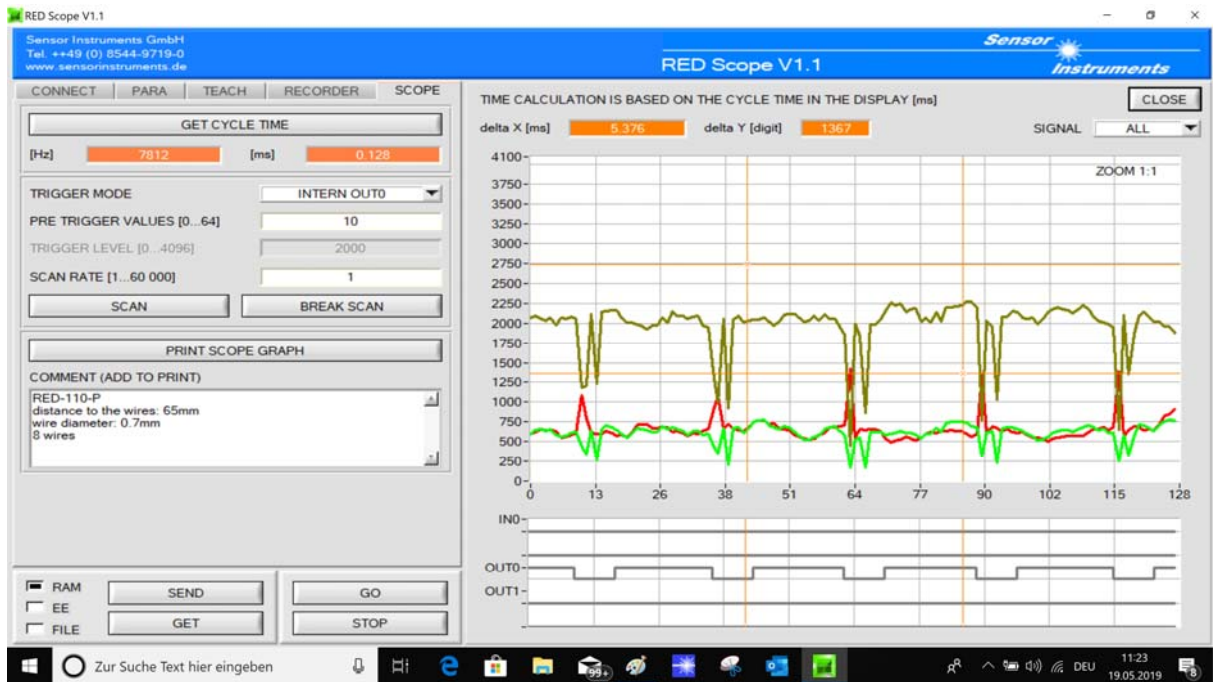 RED Scope V1.1
Sensor Instruments GmbH
Tel. ++49 (0) 8544-9719-0
www.sensorinstruments.de
RED Scope V1.1
Sensor
Instruments
CONNECT PARA TEACH RECORDER SCOPE
GET CYCLE TIME
[Hz] 7812 [ms] 0.128
TRIGGER MODE INTERN OUT0
PRE TRIGGER VALUES [0...64] 10
TRIGGER LEVEL [0...4096] 2000
SCAN RATE [1...60 000] 1
SCAN BREAK SCAN
PRINT SCOPE GRAPH
COMMENT (ADD TO PRINT)
RED-110-P
distance to the wires: 65mm
wire diameter: 0.7mm
8 wires
RAM
EE
FILE
SEND GO
GET STOP
TIME CALCULATION IS BASED ON THE CYCLE TIME IN THE DISPLAY [ms]
CLOSE
delta X [ms] 5.376 delta Y [digit] 1367 SIGNAL ALL
ZOOM 1:1
4100
3750
3500
3250
3000
2750
2500
2250
2000
1750
1500
1250
1000
750
500
250
0
0 13 26 38 51 64 77 90 102 115 128
IN0
OUT0
OUT1
Zur Suche Text hier eingeben
99+
DEU
11:23
19.05.2019
8